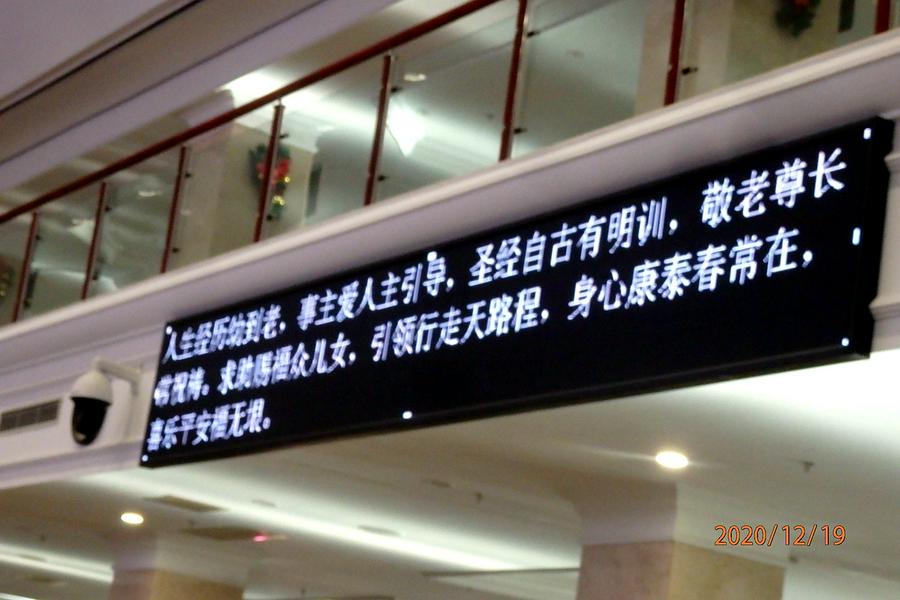 人生经历幼到老，事主爱人主引导，圣经自古有明训，敬老尊长
常祝祷。求助赐福众儿女，引领行走天路程，身心康泰春常在，
喜乐平安福无垠。
2020/12/19